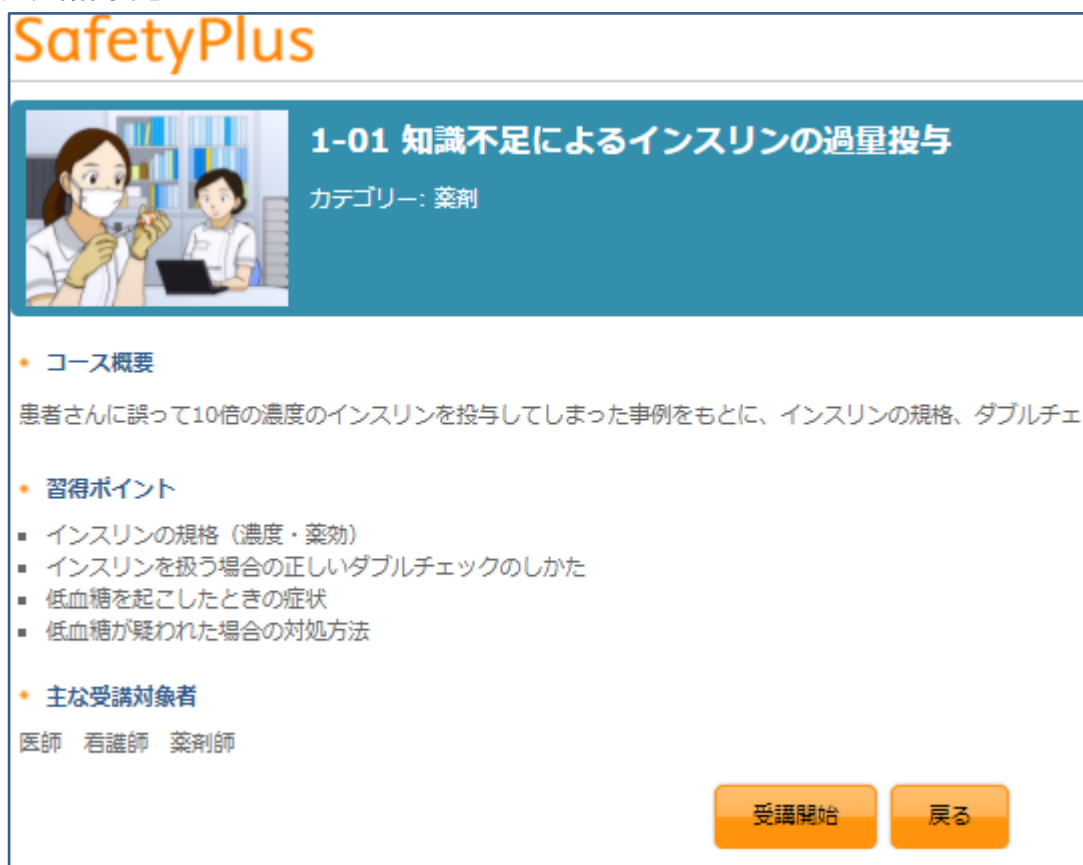 SafetyPlus
1-01 知識不足によるインスリンの過量投与
カテゴリー: 薬剤
コース概要
患者さんに誤って10倍の濃度のインスリンを投与してしまった事例をもとに、インスリンの規格、ダブルチェ
習得ポイント
インスリンの規格（濃度・薬効）
インスリンを扱う場合の正しいダブルチェックのしかた
低血糖を起こしたときの症状
低血糖が疑われた場合の対処方法
主な受講対象者
医師　看護師　薬剤師
受講開始　戻る